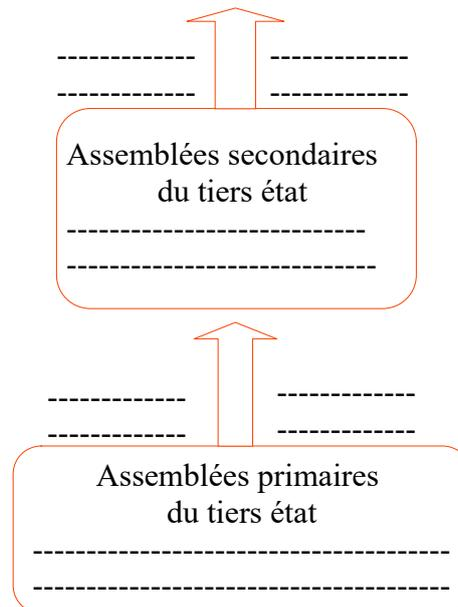 Assemblées secondaires
du tiers état
Assemblées primaires
du tiers état